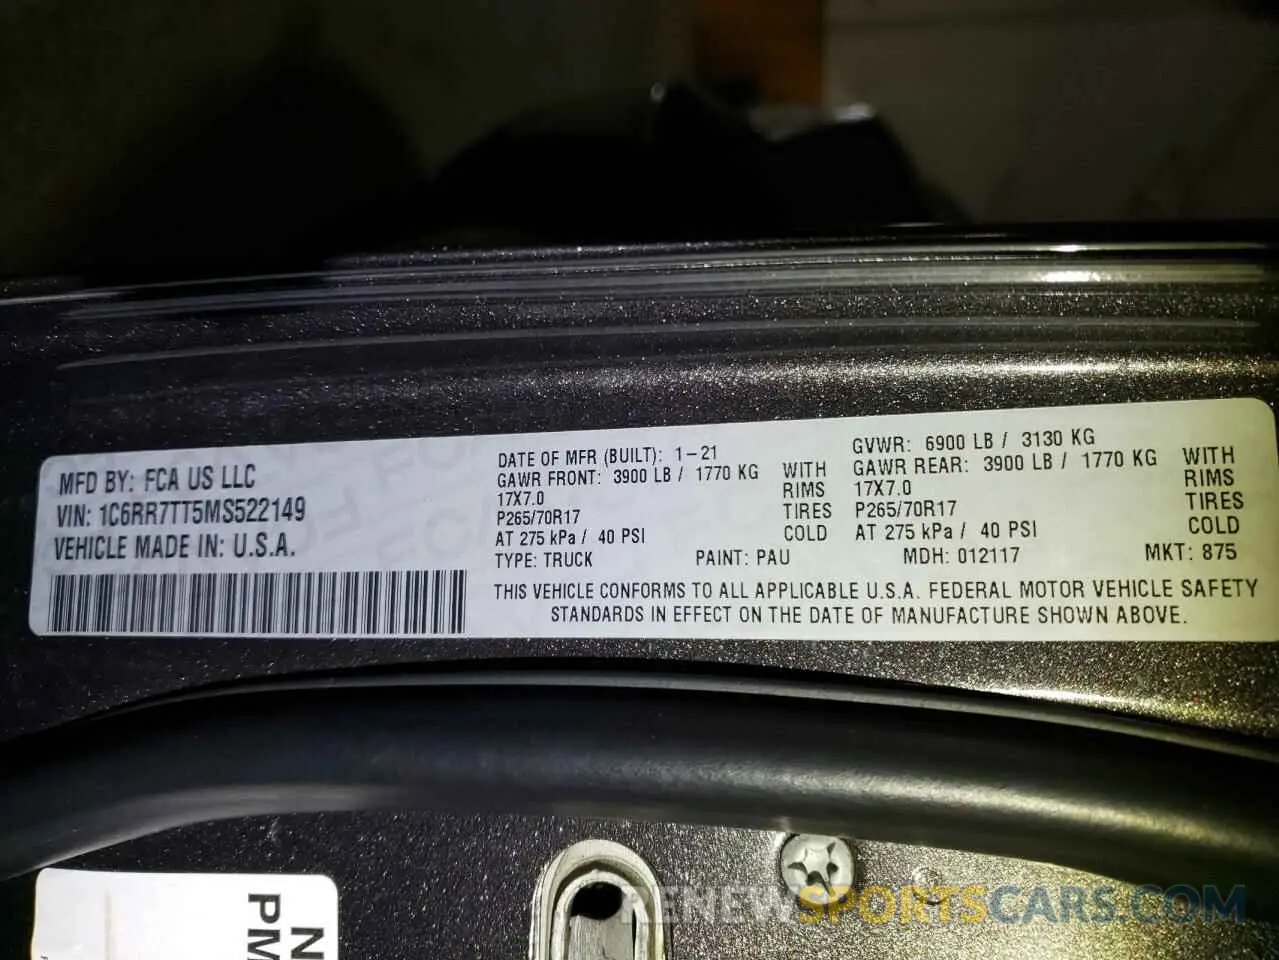 MFD BY: FCA US LLC
VIN: 1C6RR7TT5MS522149
VEHICLE MADE IN: U.S.A.
DATE OF MFR (BUILT): 1-21
GAWR FRONT: 3900 LB / 1770 KG WITH
17X7.0 RIMS
P265/70R17 TIRES
AT 275 kPa / 40 PSI COLD
GVWR: 6900 LB / 3130 KG
GAWR REAR: 3900 LB / 1770 KG WITH
17X7.0 RIMS
P265/70R17 TIRES
AT 275 kPa / 40 PSI COLD
TYPE: TRUCK PAINT: PAU MDH: 012117 MKT: 875
THIS VEHICLE CONFORMS TO ALL APPLICABLE U.S.A. FEDERAL MOTOR VEHICLE SAFETY
STANDARDS IN EFFECT ON THE DATE OF MANUFACTURE SHOWN ABOVE.
RENEWSPORTSCARS.COM